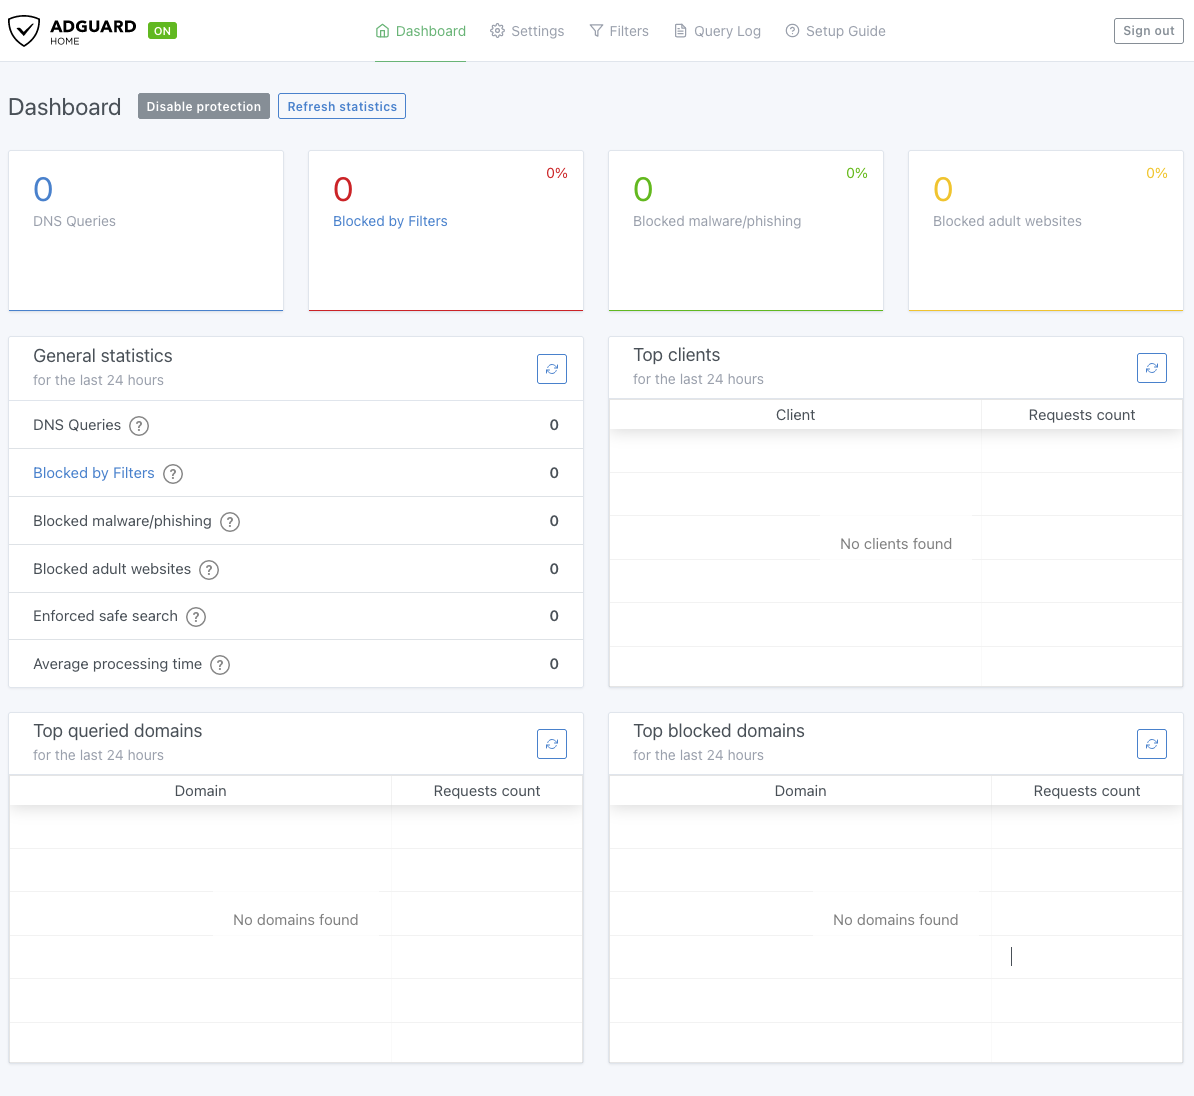 ADGUARD
HOME
ON
Dashboard
Settings
Filters
Query Log
Setup Guide
Sign out
Dashboard
Disable protection
Refresh statistics
0
DNS Queries
0%
0
Blocked by Filters
0%
0
Blocked malware/phishing
0%
0
Blocked adult websites
General statistics
for the last 24 hours
DNS Queries ? 0
Blocked by Filters ? 0
Blocked malware/phishing ? 0
Blocked adult websites ? 0
Enforced safe search ? 0
Average processing time ? 0
Top clients
for the last 24 hours
Client Requests count
No clients found
Top queried domains
for the last 24 hours
Domain Requests count
No domains found
Top blocked domains
for the last 24 hours
Domain Requests count
No domains found